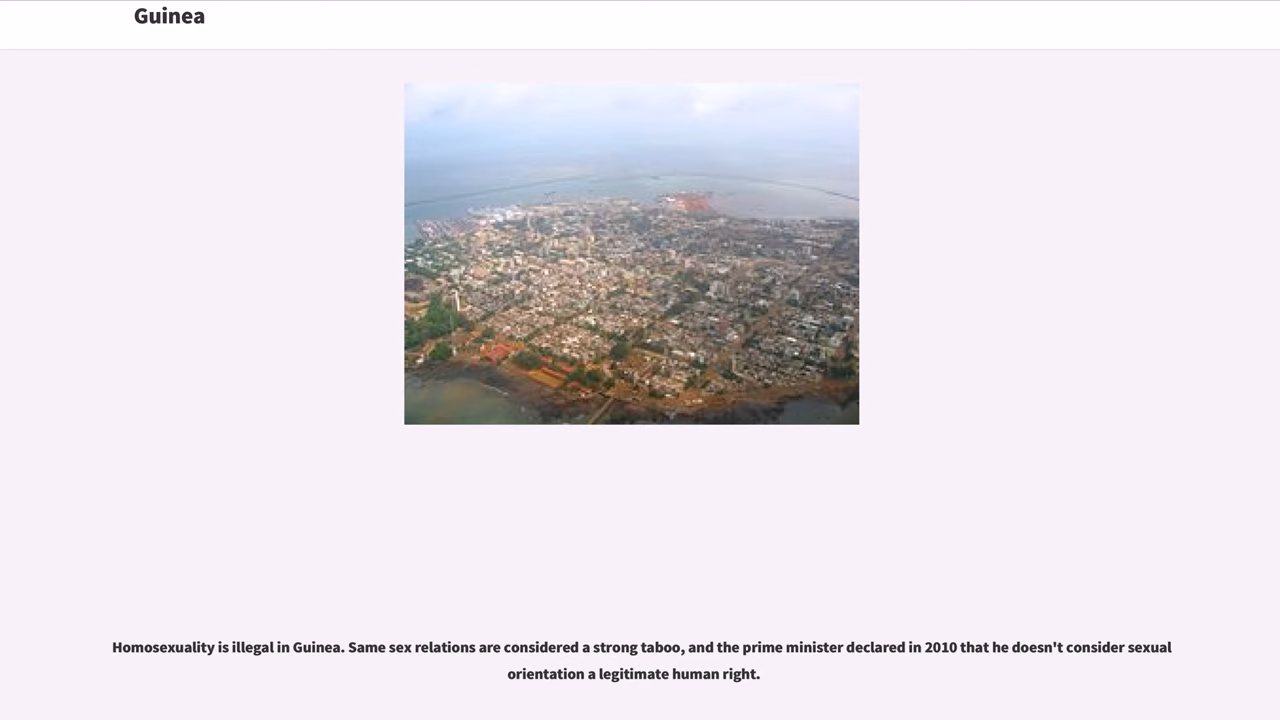 Guinea
Homosexuality is illegal in Guinea. Same sex relations are considered a strong taboo, and the prime minister declared in 2010 that he doesn't consider sexual
orientation a legitimate human right.